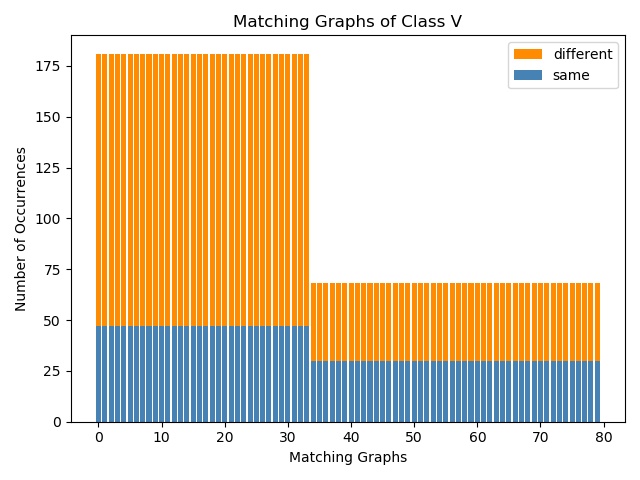 Matching Graphs of Class V
different
same
Number of Occurrences
175
150
125
100
75
50
25
0
0 10 20 30 40 50 60 70 80
Matching Graphs